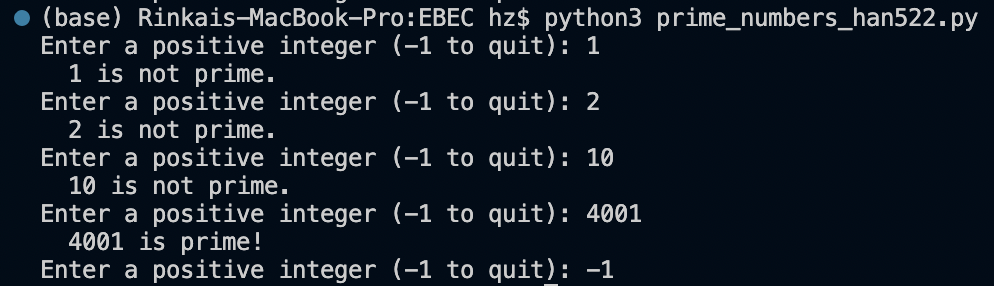 (base) Rinkais-MacBook-Pro:EBEC hz$ python3 prime_numbers_han522.py
Enter a positive integer (-1 to quit): 1
  1 is not prime.
Enter a positive integer (-1 to quit): 2
  2 is not prime.
Enter a positive integer (-1 to quit): 10
  10 is not prime.
Enter a positive integer (-1 to quit): 4001
  4001 is prime!
Enter a positive integer (-1 to quit): -1